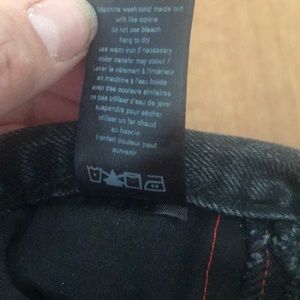 Machine wash cold inside out
with like colors
do not bleach
hang to dry
use warm iron if necessary
color transfer may occur /
Laver le vêtement à l'intérieur
en machine à l'eau froide
avec des couleurs similaires
ne pas utiliser d'eau de javel
suspendre pour sécher
utiliser un fer chaud
au besoin
tranfert couleur peut
survenir